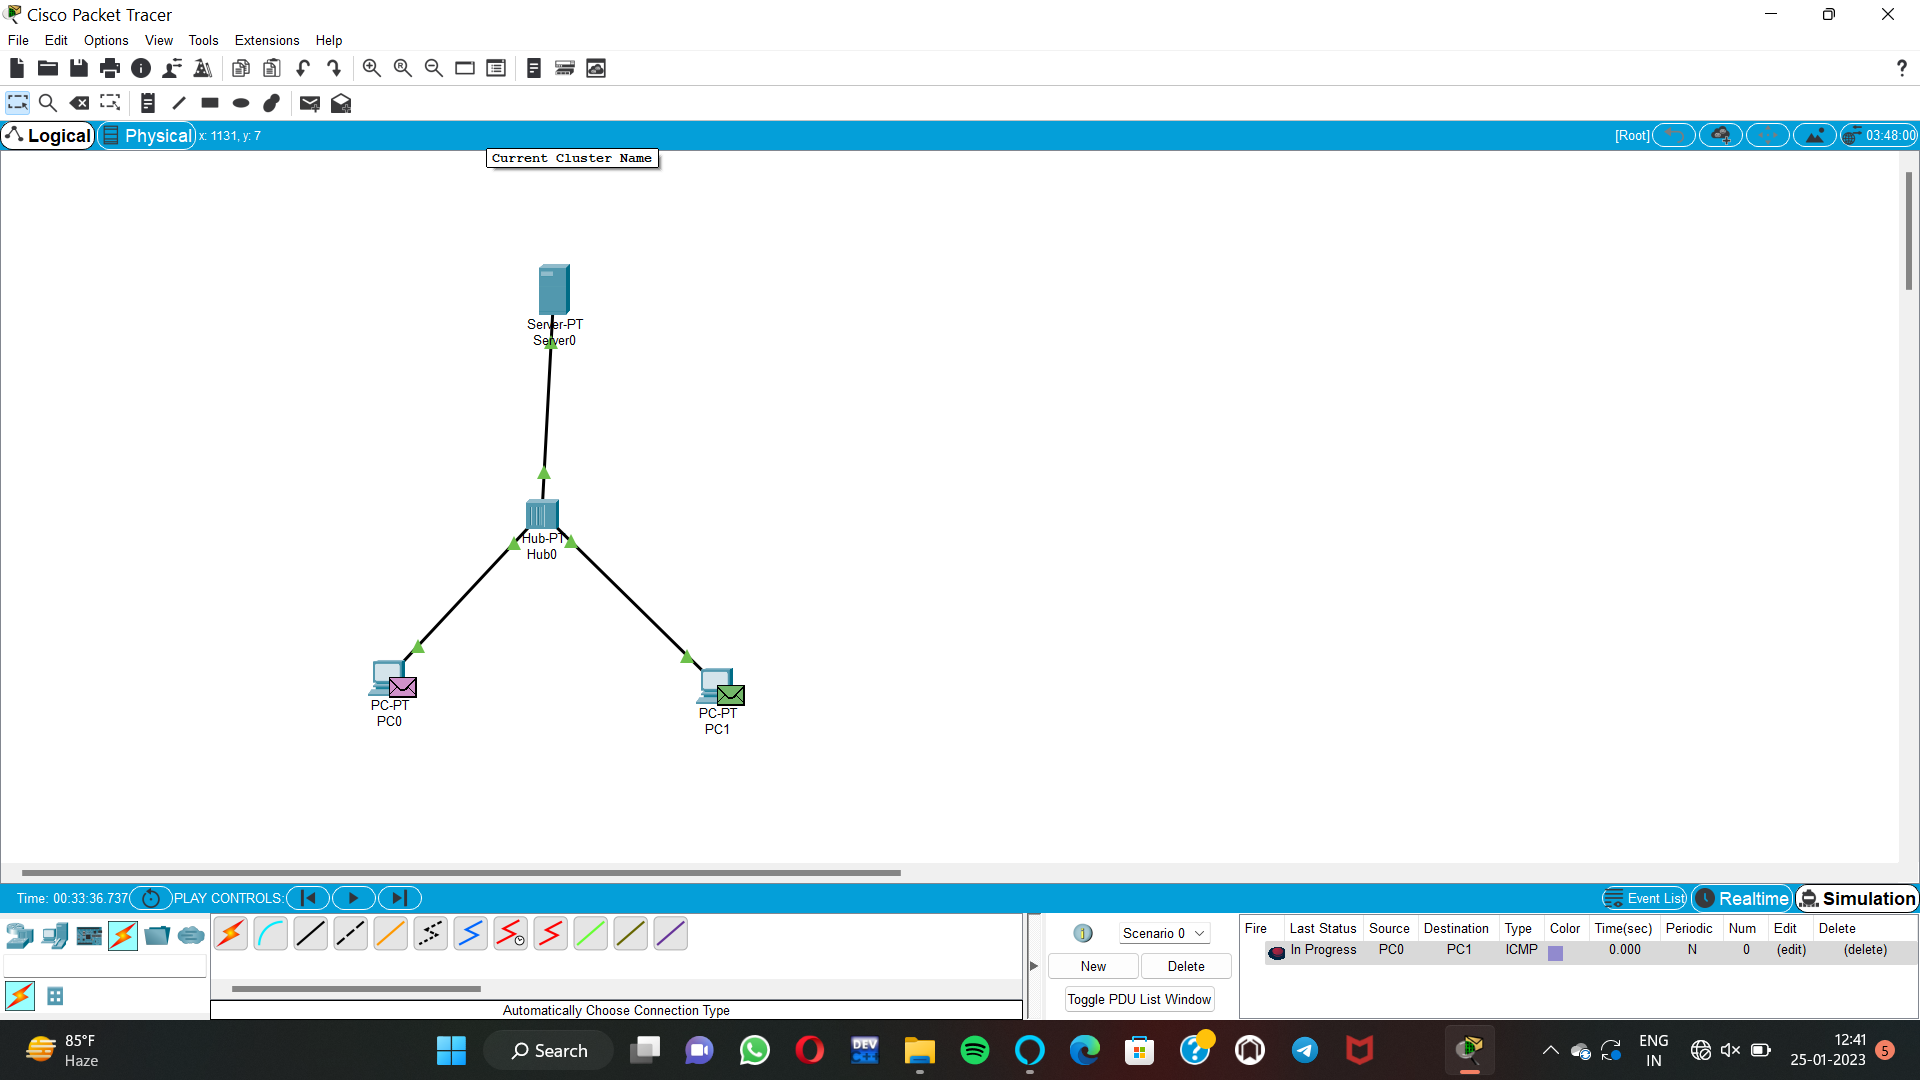 Cisco Packet Tracer
File Edit Options View Tools Extensions Help
?
Logical Physical x: 1131, y: 7 [Root] 03:48:00
Current Cluster Name
Server-PT
Server0
Hub-PT
Hub0
PC-PT
PC0
PC-PT
PC1
Time: 00:33:36.737 PLAY CONTROLS: Event List Realtime Simulation
Scenario 0
New Delete
Toggle PDU List Window
Fire Last Status Source Destination Type Color Time(sec) Periodic Num Edit Delete
In Progress PC0 PC1 ICMP 0.000 N 0 (edit) (delete)
Automatically Choose Connection Type
85°F
Haze
Search
DEV
C++
ENG
IN
12:41
25-01-2023
5